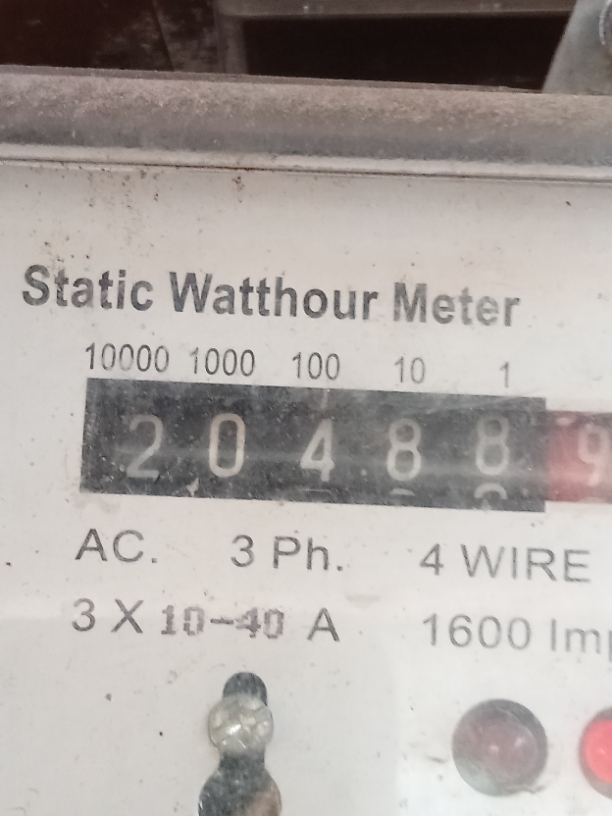 Static Watthour Meter
10000 1000 100 10 1
2 0 4 8 8 9
AC. 3 Ph. 4 WIRE
3 X 10-40 A 1600 Imp